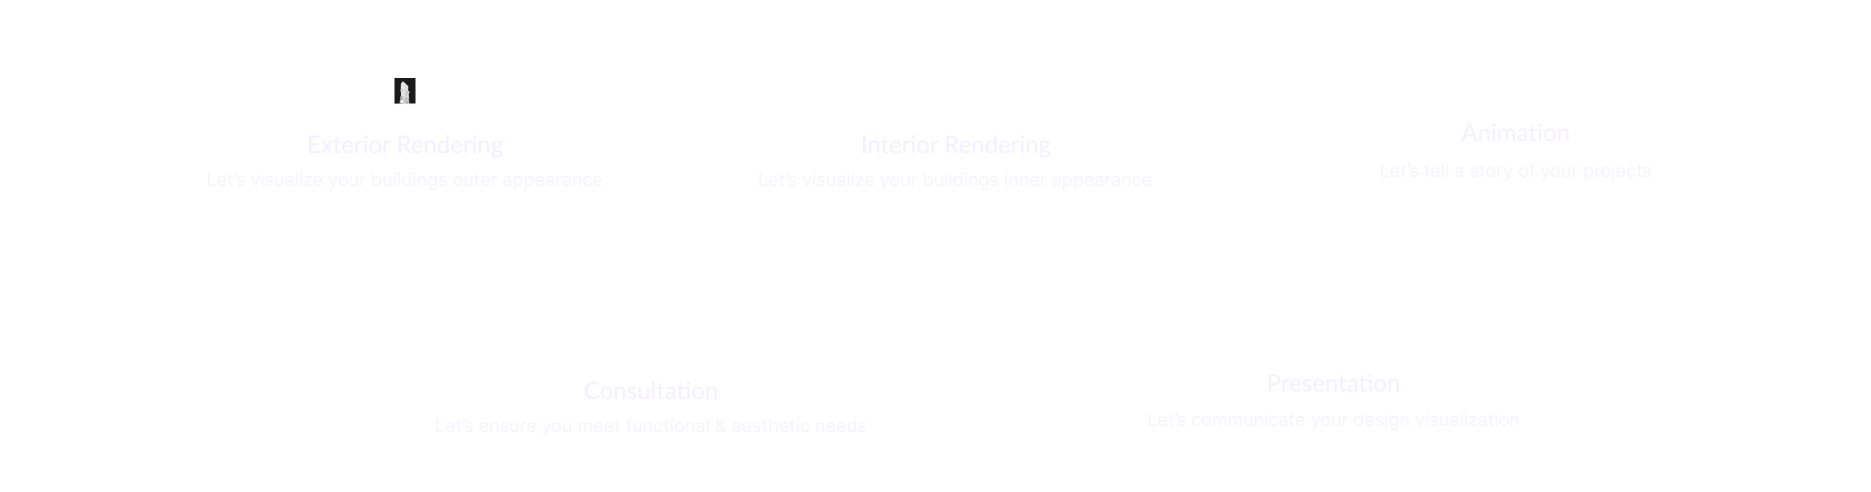 Exterior Rendering
Let's visualize your buildings outer appearance
Interior Rendering
Let's visualize your buildings inner appearance
Animation
Let's tell a story of your projects
Consultation
Let's ensure you meet functional & aesthetic needs
Presentation
Let's communicate your design visualization